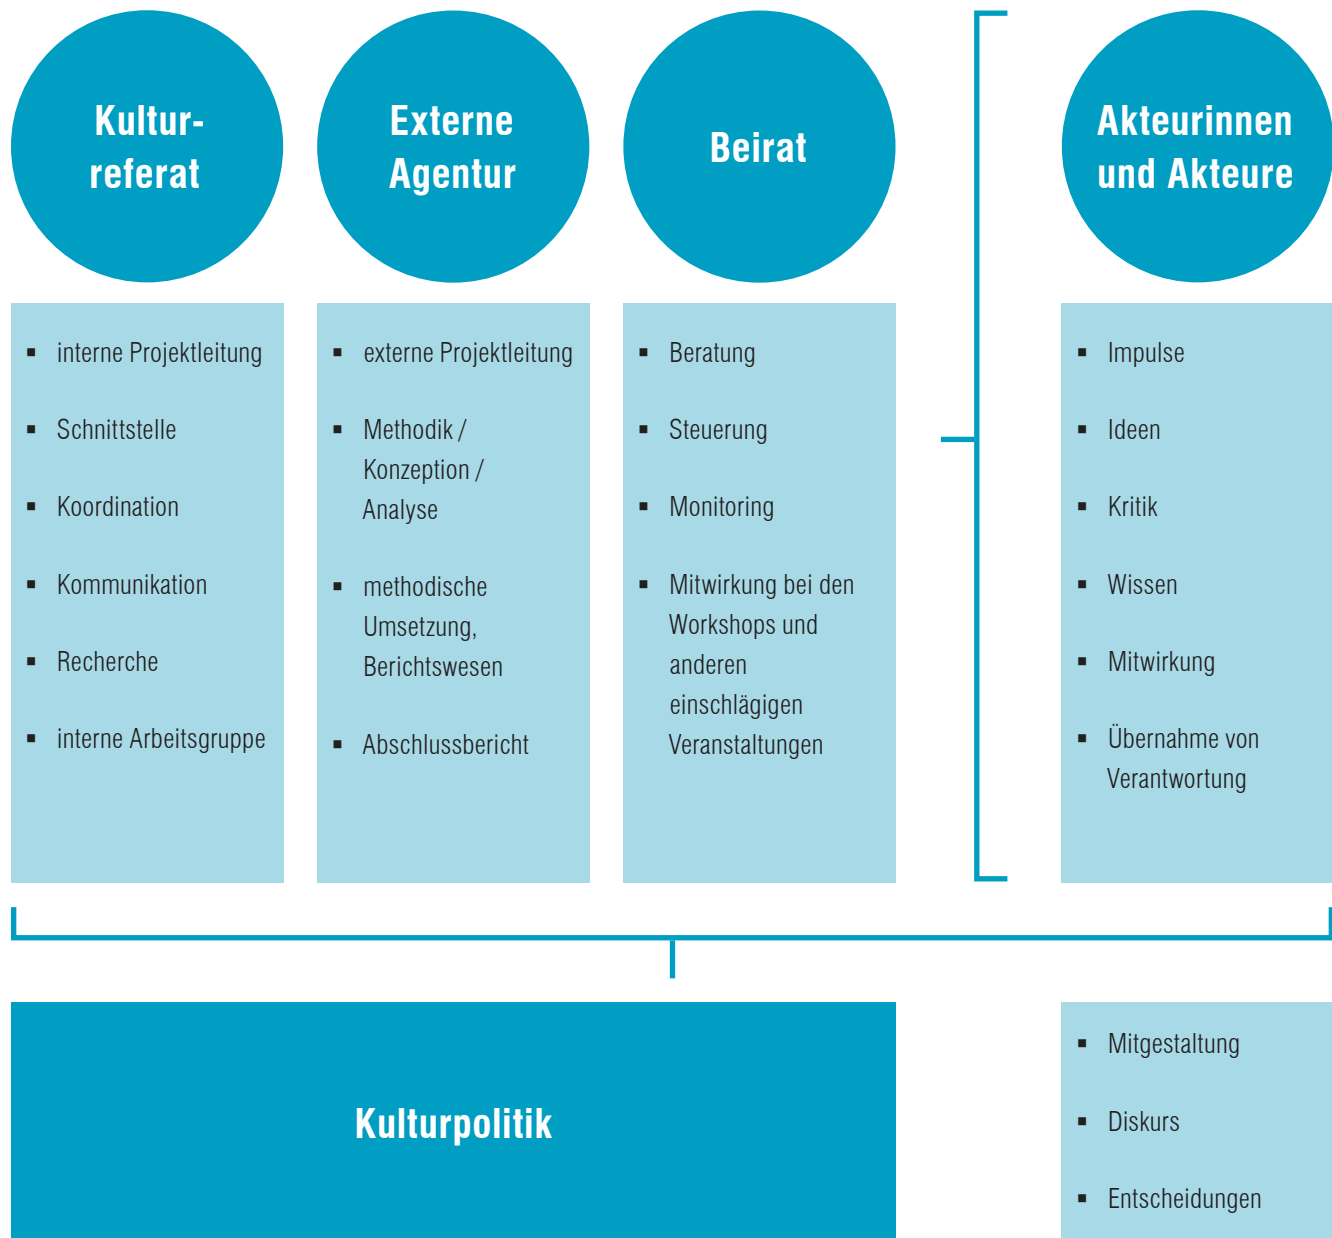 Kultur-
referat
interne Projektleitung
Schnittstelle
Koordination
Kommunikation
Recherche
interne Arbeitsgruppe
Externe
Agentur
externe Projektleitung
Methodik /
Konzeption /
Analyse
methodische
Umsetzung,
Berichtswesen
Abschlussbericht
Beirat
Beratung
Steuerung
Monitoring
Mitwirkung bei den
Workshops und
anderen
einschlägigen
Veranstaltungen
Akteurinnen
und Akteure
Impulse
Ideen
Kritik
Wissen
Mitwirkung
Übernahme von
Verantwortung
Kulturpolitik
Mitgestaltung
Diskurs
Entscheidungen